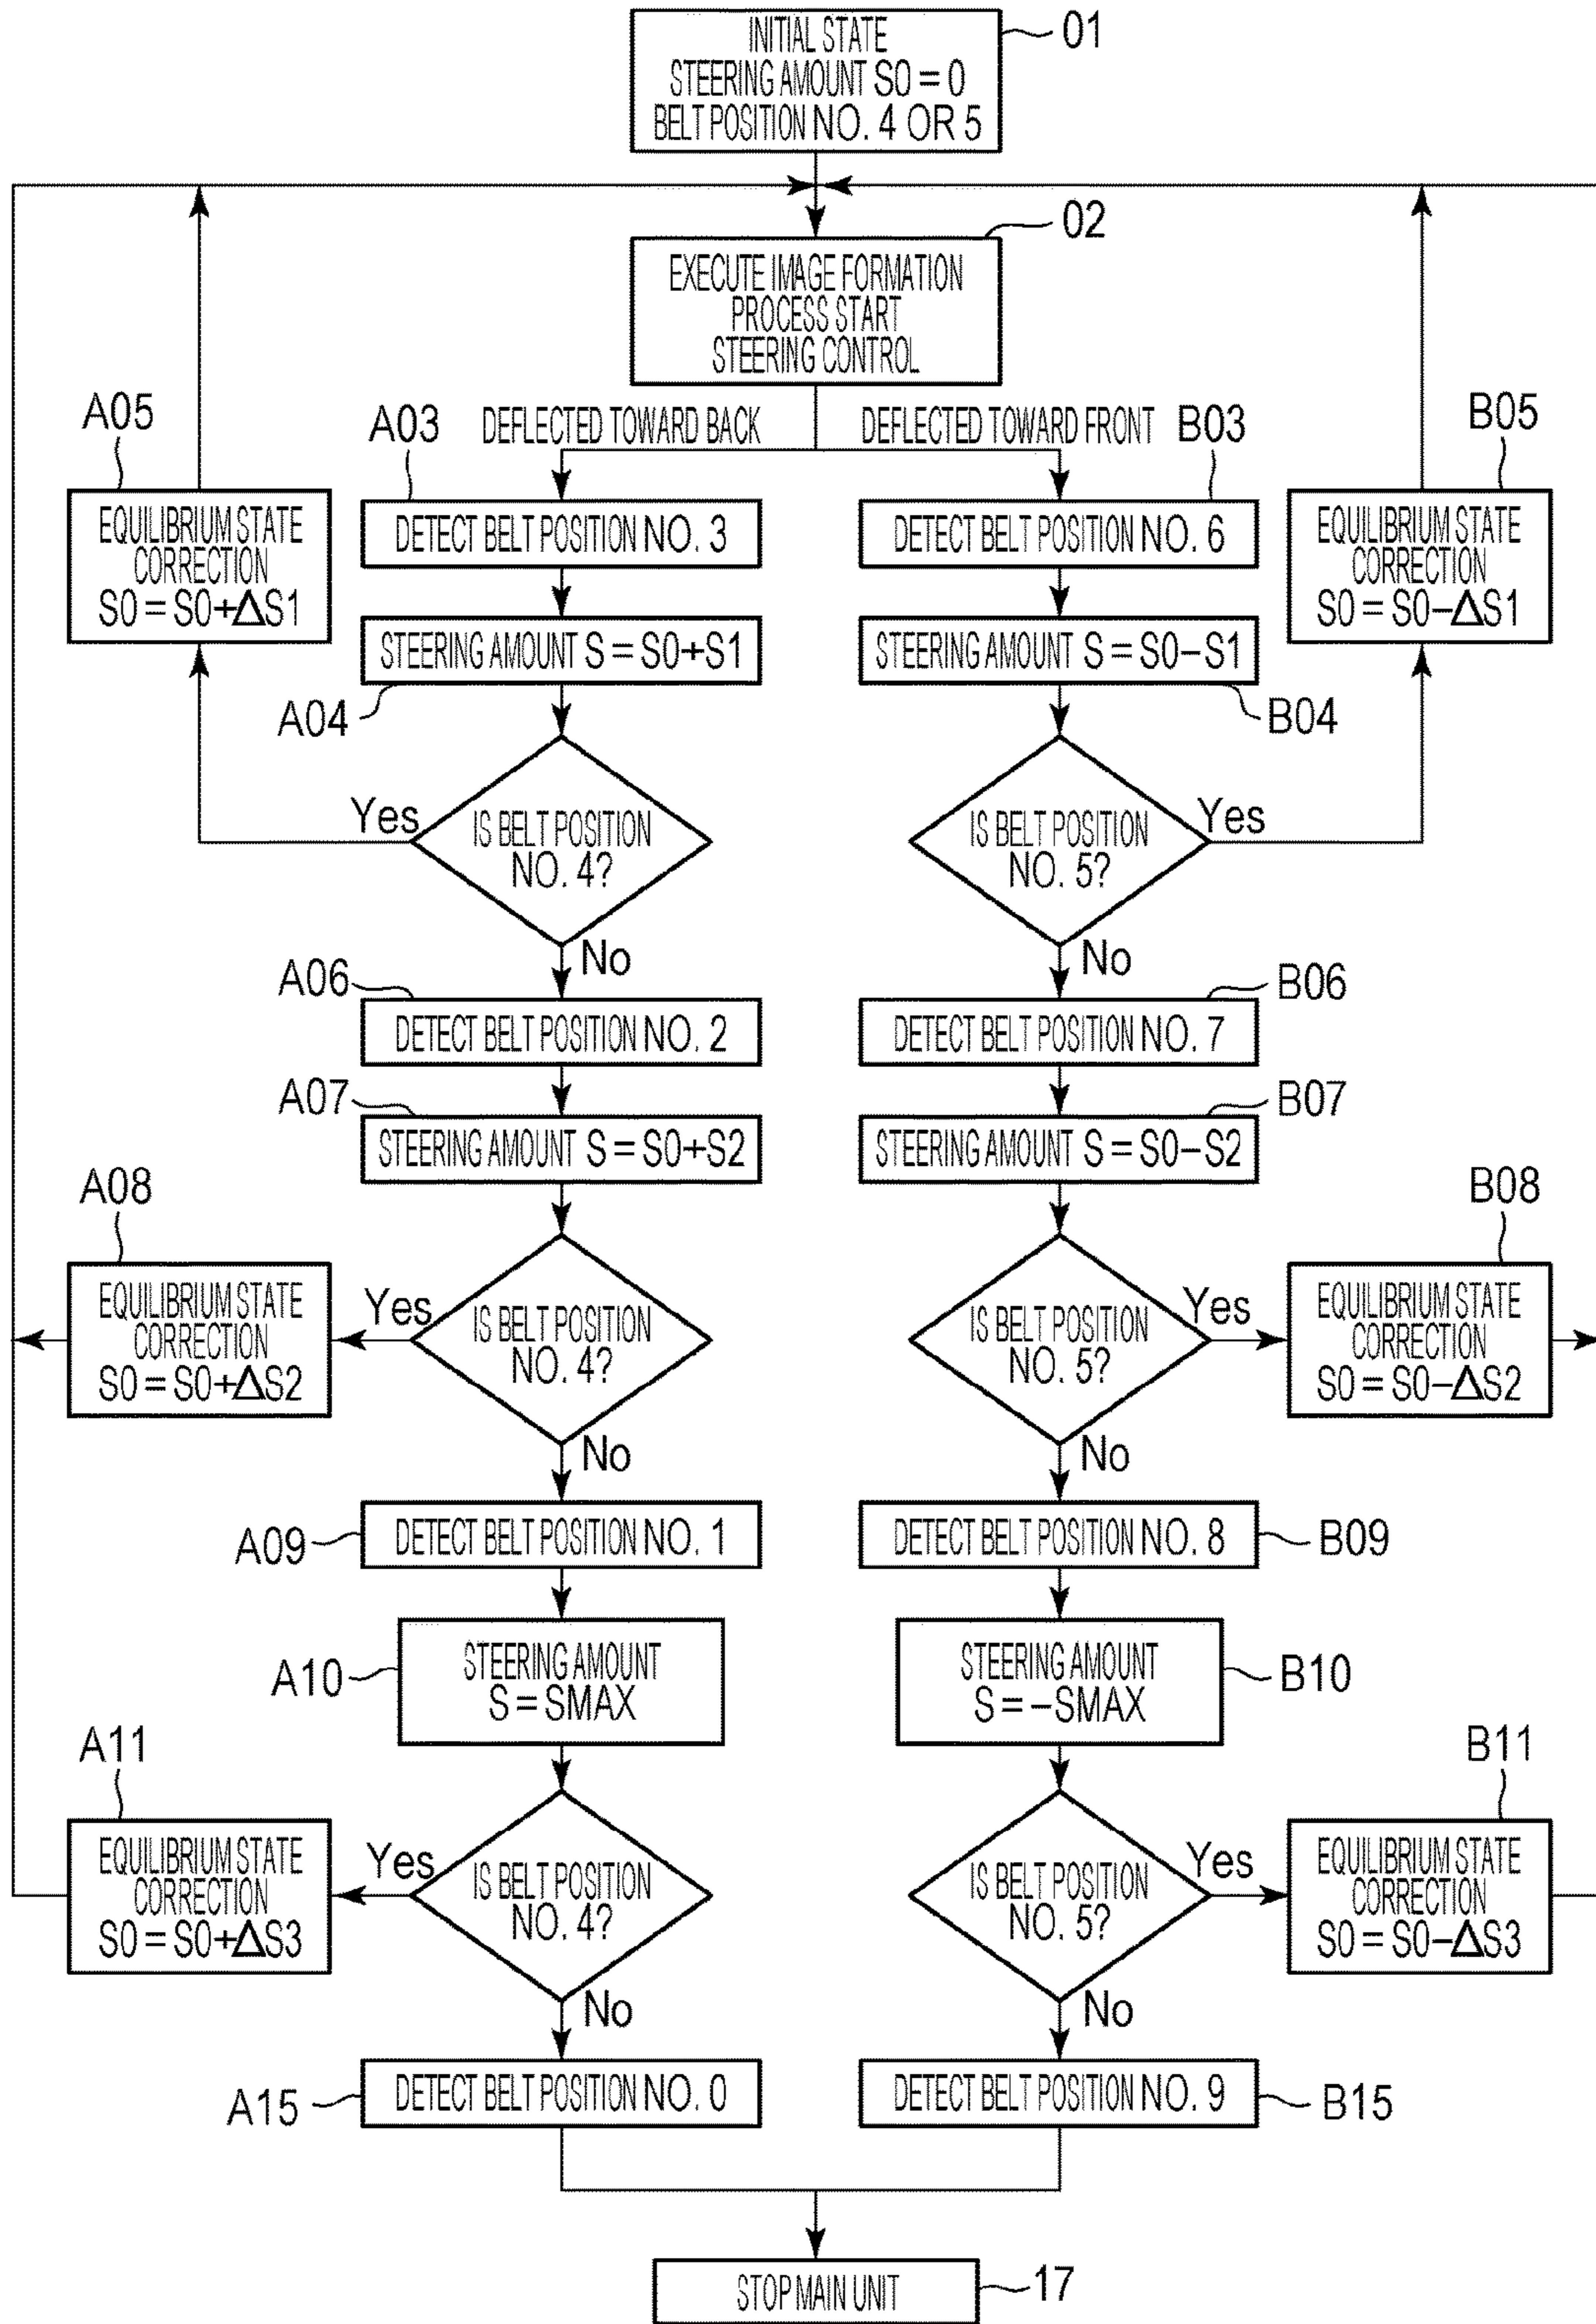 INITIAL STATE
STEERING AMOUNT S0 = 0
BELT POSITION NO. 4 OR 5
01
EXECUTE IMAGE FORMATION
PROCESS START
STEERING CONTROL
02
DEFLECTED TOWARD BACK
DEFLECTED TOWARD FRONT
A03
DETECT BELT POSITION NO. 3
B03
DETECT BELT POSITION NO. 6
A05
EQUILIBRIUM STATE
CORRECTION
S0 = S0+ΔS1
B05
EQUILIBRIUM STATE
CORRECTION
S0 = S0−ΔS1
STEERING AMOUNT S = S0+S1
A04
STEERING AMOUNT S = S0−S1
B04
IS BELT POSITION
NO. 4?
Yes
No
IS BELT POSITION
NO. 5?
Yes
No
A06
DETECT BELT POSITION NO. 2
B06
DETECT BELT POSITION NO. 7
A07
STEERING AMOUNT S = S0+S2
B07
STEERING AMOUNT S = S0−S2
A08
EQUILIBRIUM STATE
CORRECTION
S0 = S0+ΔS2
Yes
IS BELT POSITION
NO. 4?
No
IS BELT POSITION
NO. 5?
Yes
No
B08
EQUILIBRIUM STATE
CORRECTION
S0 = S0−ΔS2
A09
DETECT BELT POSITION NO. 1
DETECT BELT POSITION NO. 8
B09
A10
STEERING AMOUNT
S = SMAX
STEERING AMOUNT
S = −SMAX
B10
A11
EQUILIBRIUM STATE
CORRECTION
S0 = S0+ΔS3
Yes
IS BELT POSITION
NO. 4?
No
IS BELT POSITION
NO. 5?
Yes
No
B11
EQUILIBRIUM STATE
CORRECTION
S0 = S0−ΔS3
A15
DETECT BELT POSITION NO. 0
DETECT BELT POSITION NO. 9
B15
STOP MAIN UNIT
17